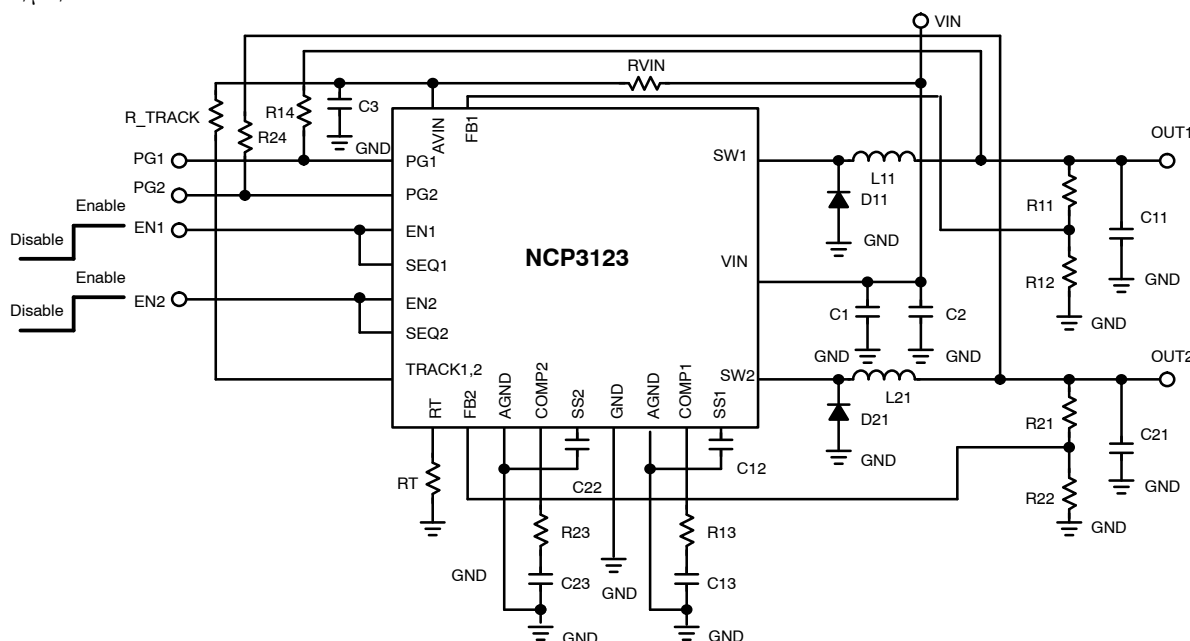 VIN
RVIN
R_TRACK
R14
C3
R24
GND
AVIN
FB1
OUT1
PG1
PG1
SW1
L11
PG2
PG2
D11
R11
C11
Enable
EN1
EN1
Disable
GND
SEQ1
NCP3123
VIN
R12
GND
Enable
EN2
EN2
Disable
C1
C2
GND
SEQ2
GND
GND
OUT2
TRACK1,2
SW2
L21
RT
FB2
AGND
COMP2
SS2
GND
AGND
COMP1
SS1
D21
R21
C21
GND
C12
RT
C22
R22
GND
GND
R23
R13
GND
C23
GND
C13
GND
GND